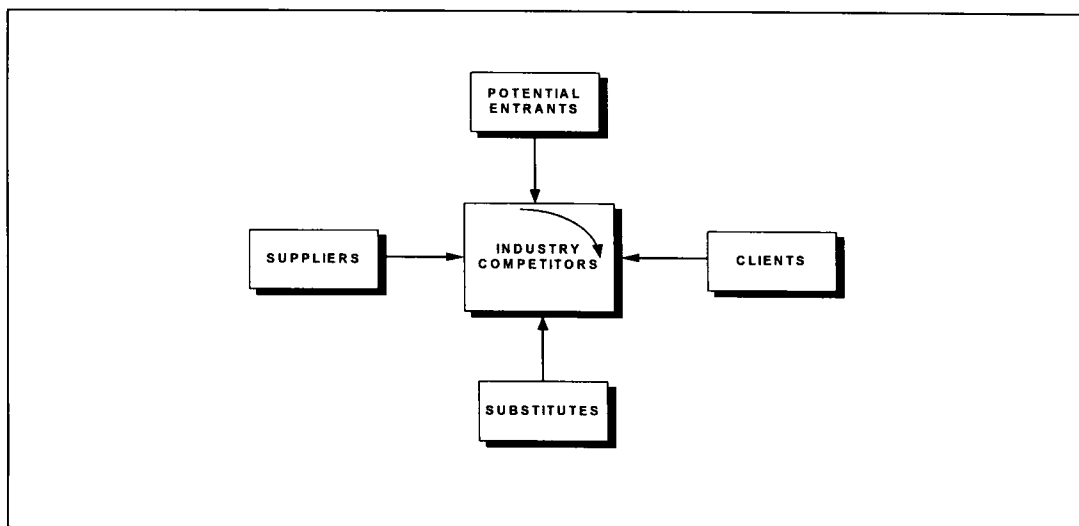 POTENTIAL
ENTRANTS
SUPPLIERS
INDUSTRY
COMPETITORS
CLIENTS
SUBSTITUTES